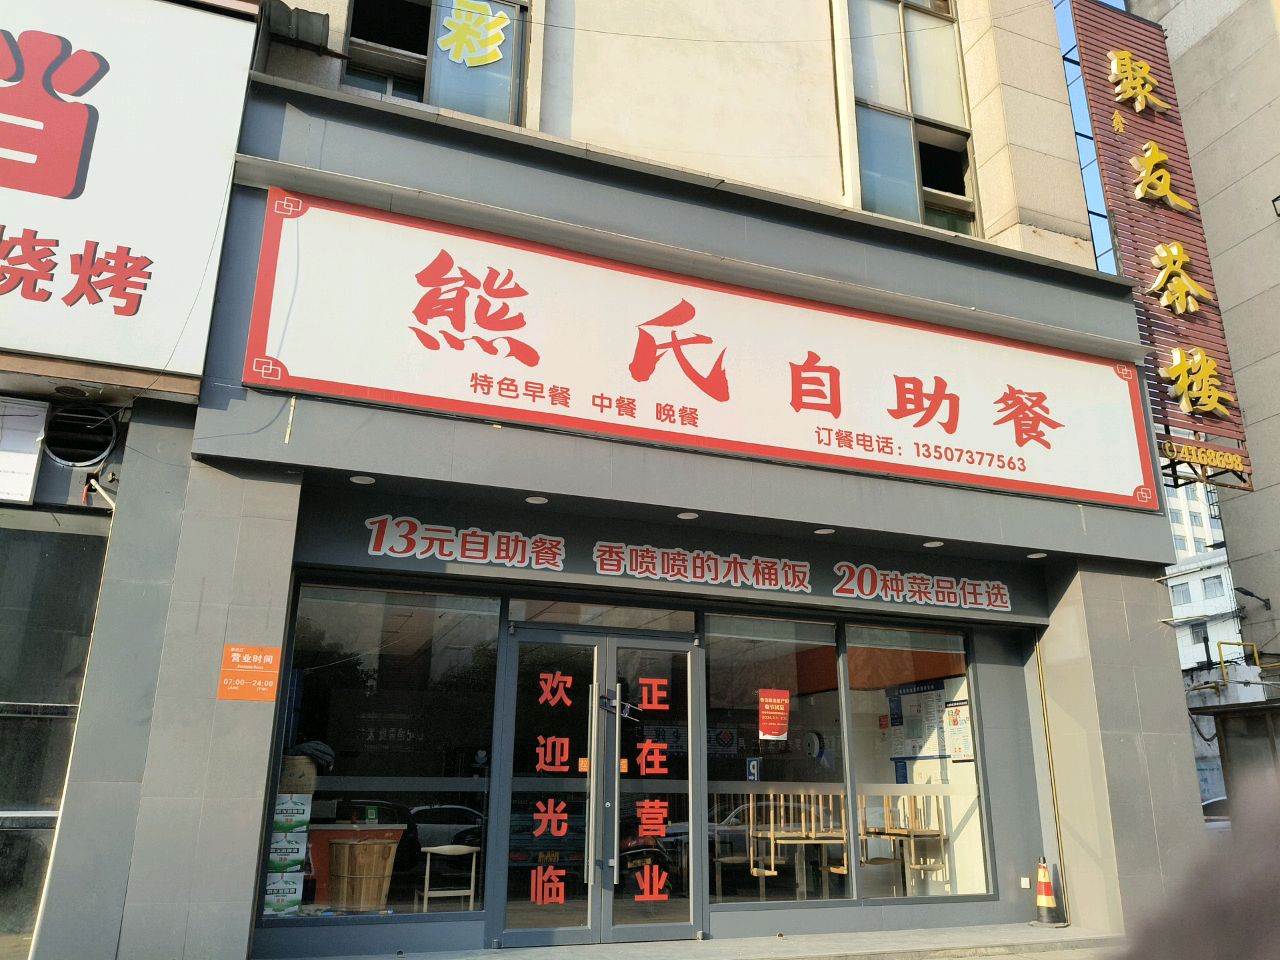 彩
当
烧烤
聚鑫友茶楼
4168698
熊氏自助餐
特色早餐 中餐 晚餐
订餐电话：13507377563
13元自助餐 香喷喷的木桶饭 20种菜品任选
营业时间
07:00—24:00
欢迎光临
正在营业